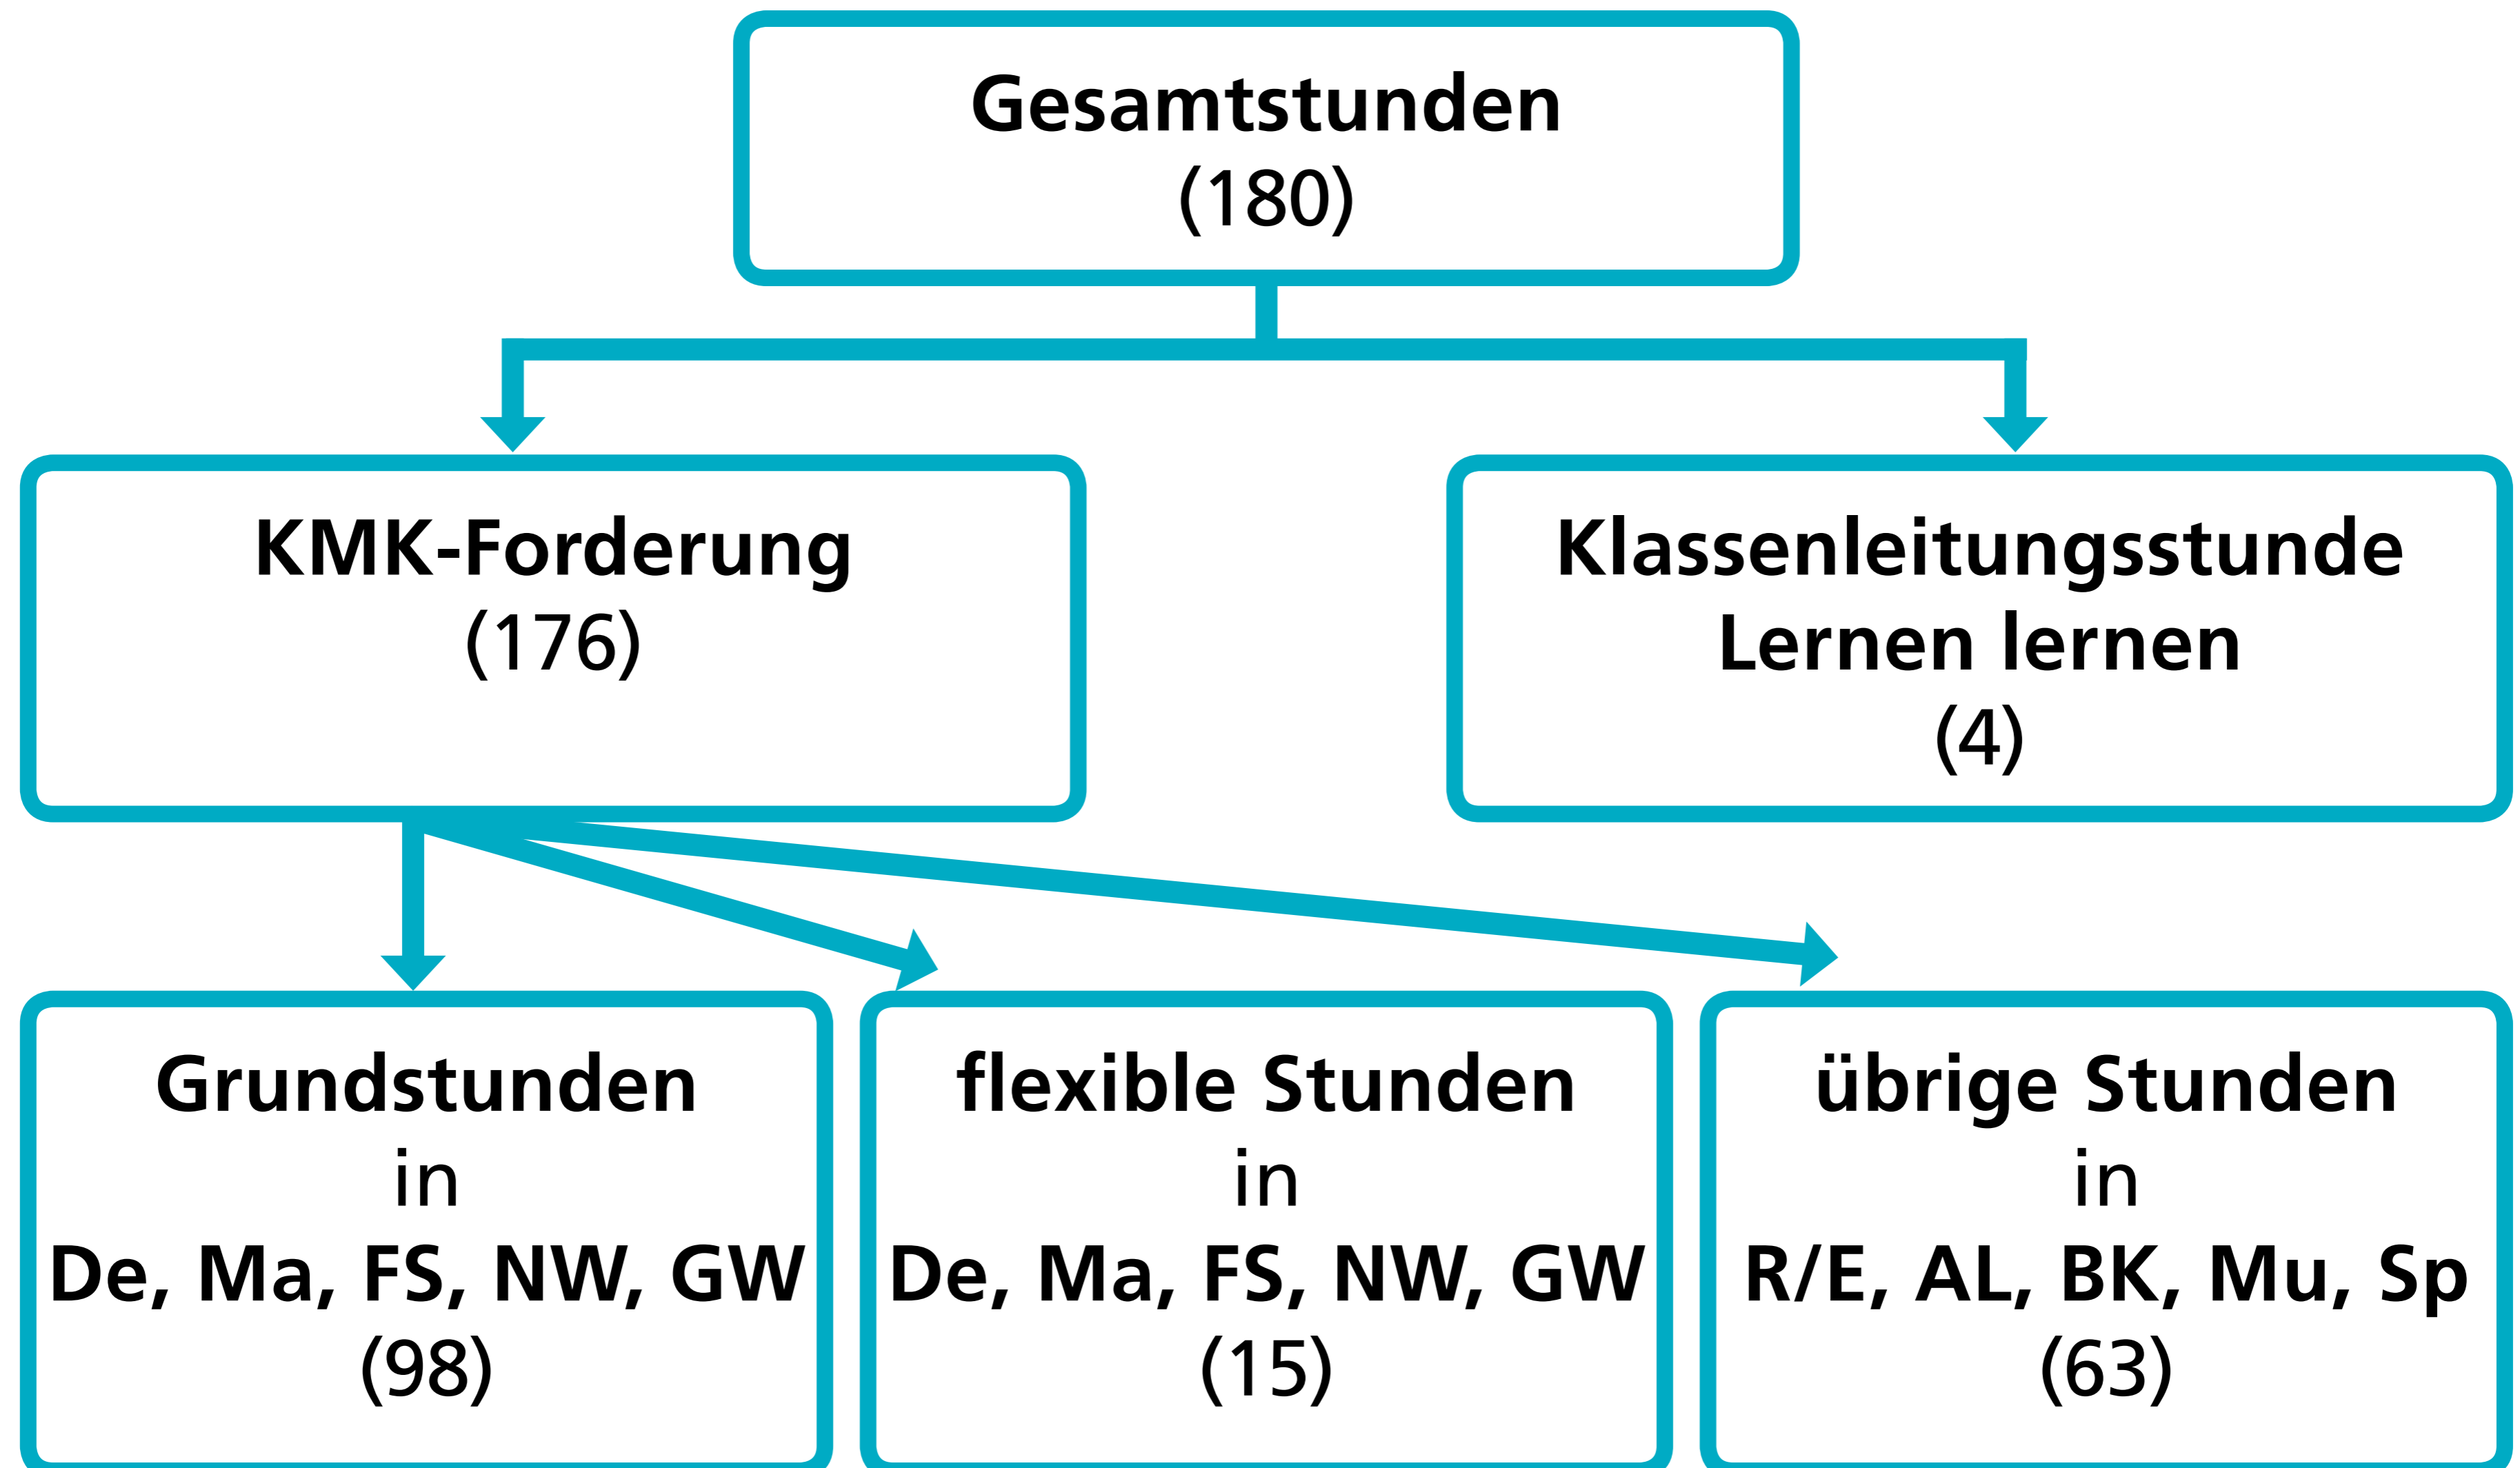 Gesamtstunden
(180)
KMK-Forderung
(176)
Klassenleitungsstunde
Lernen lernen
(4)
Grundstunden
in
De, Ma, FS, NW, GW
(98)
flexible Stunden
in
De, Ma, FS, NW, GW
(15)
übrige Stunden
in
R/E, AL, BK, Mu, Sp
(63)